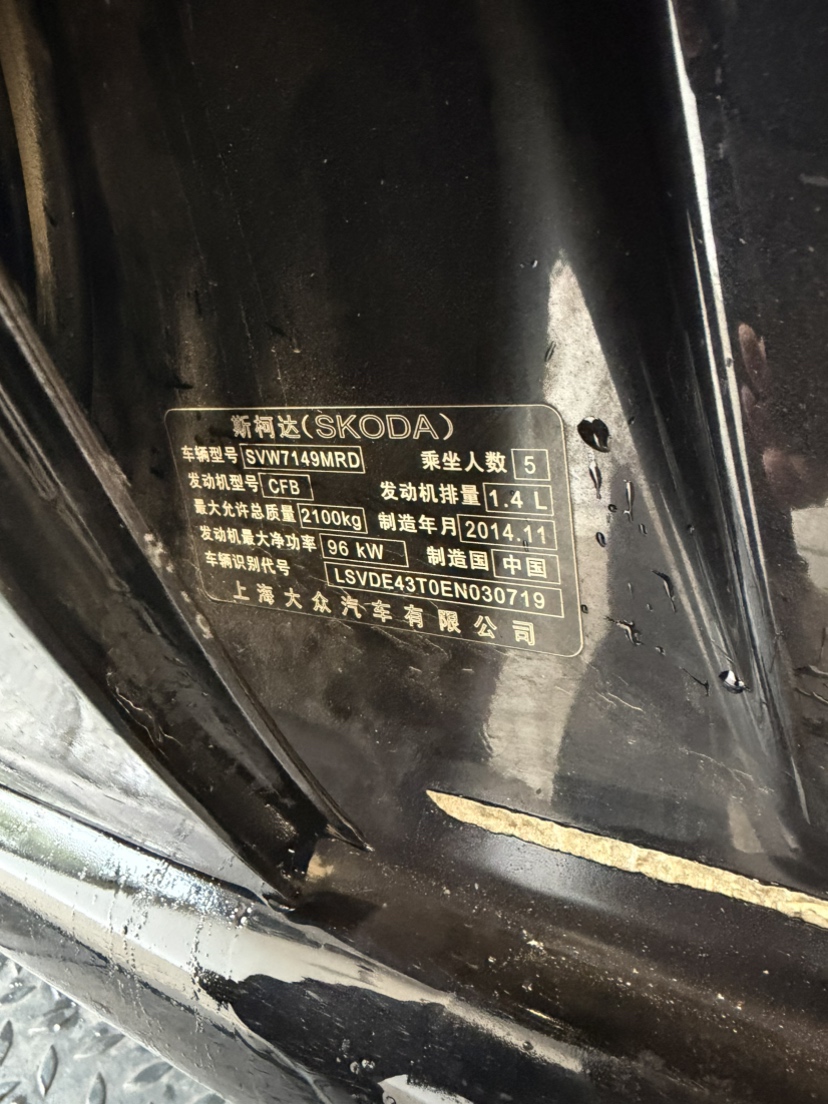 斯柯达(SKODA)
车辆型号 SVW7149MRD 乘坐人数 5
发动机型号 CFB 发动机排量 1.4 L
最大允许总质量 2100kg 制造年月 2014.11
发动机最大净功率 96 kW 制造国 中国
车辆识别代号 LSVDE43T0EN030719
上海大众汽车有限公司